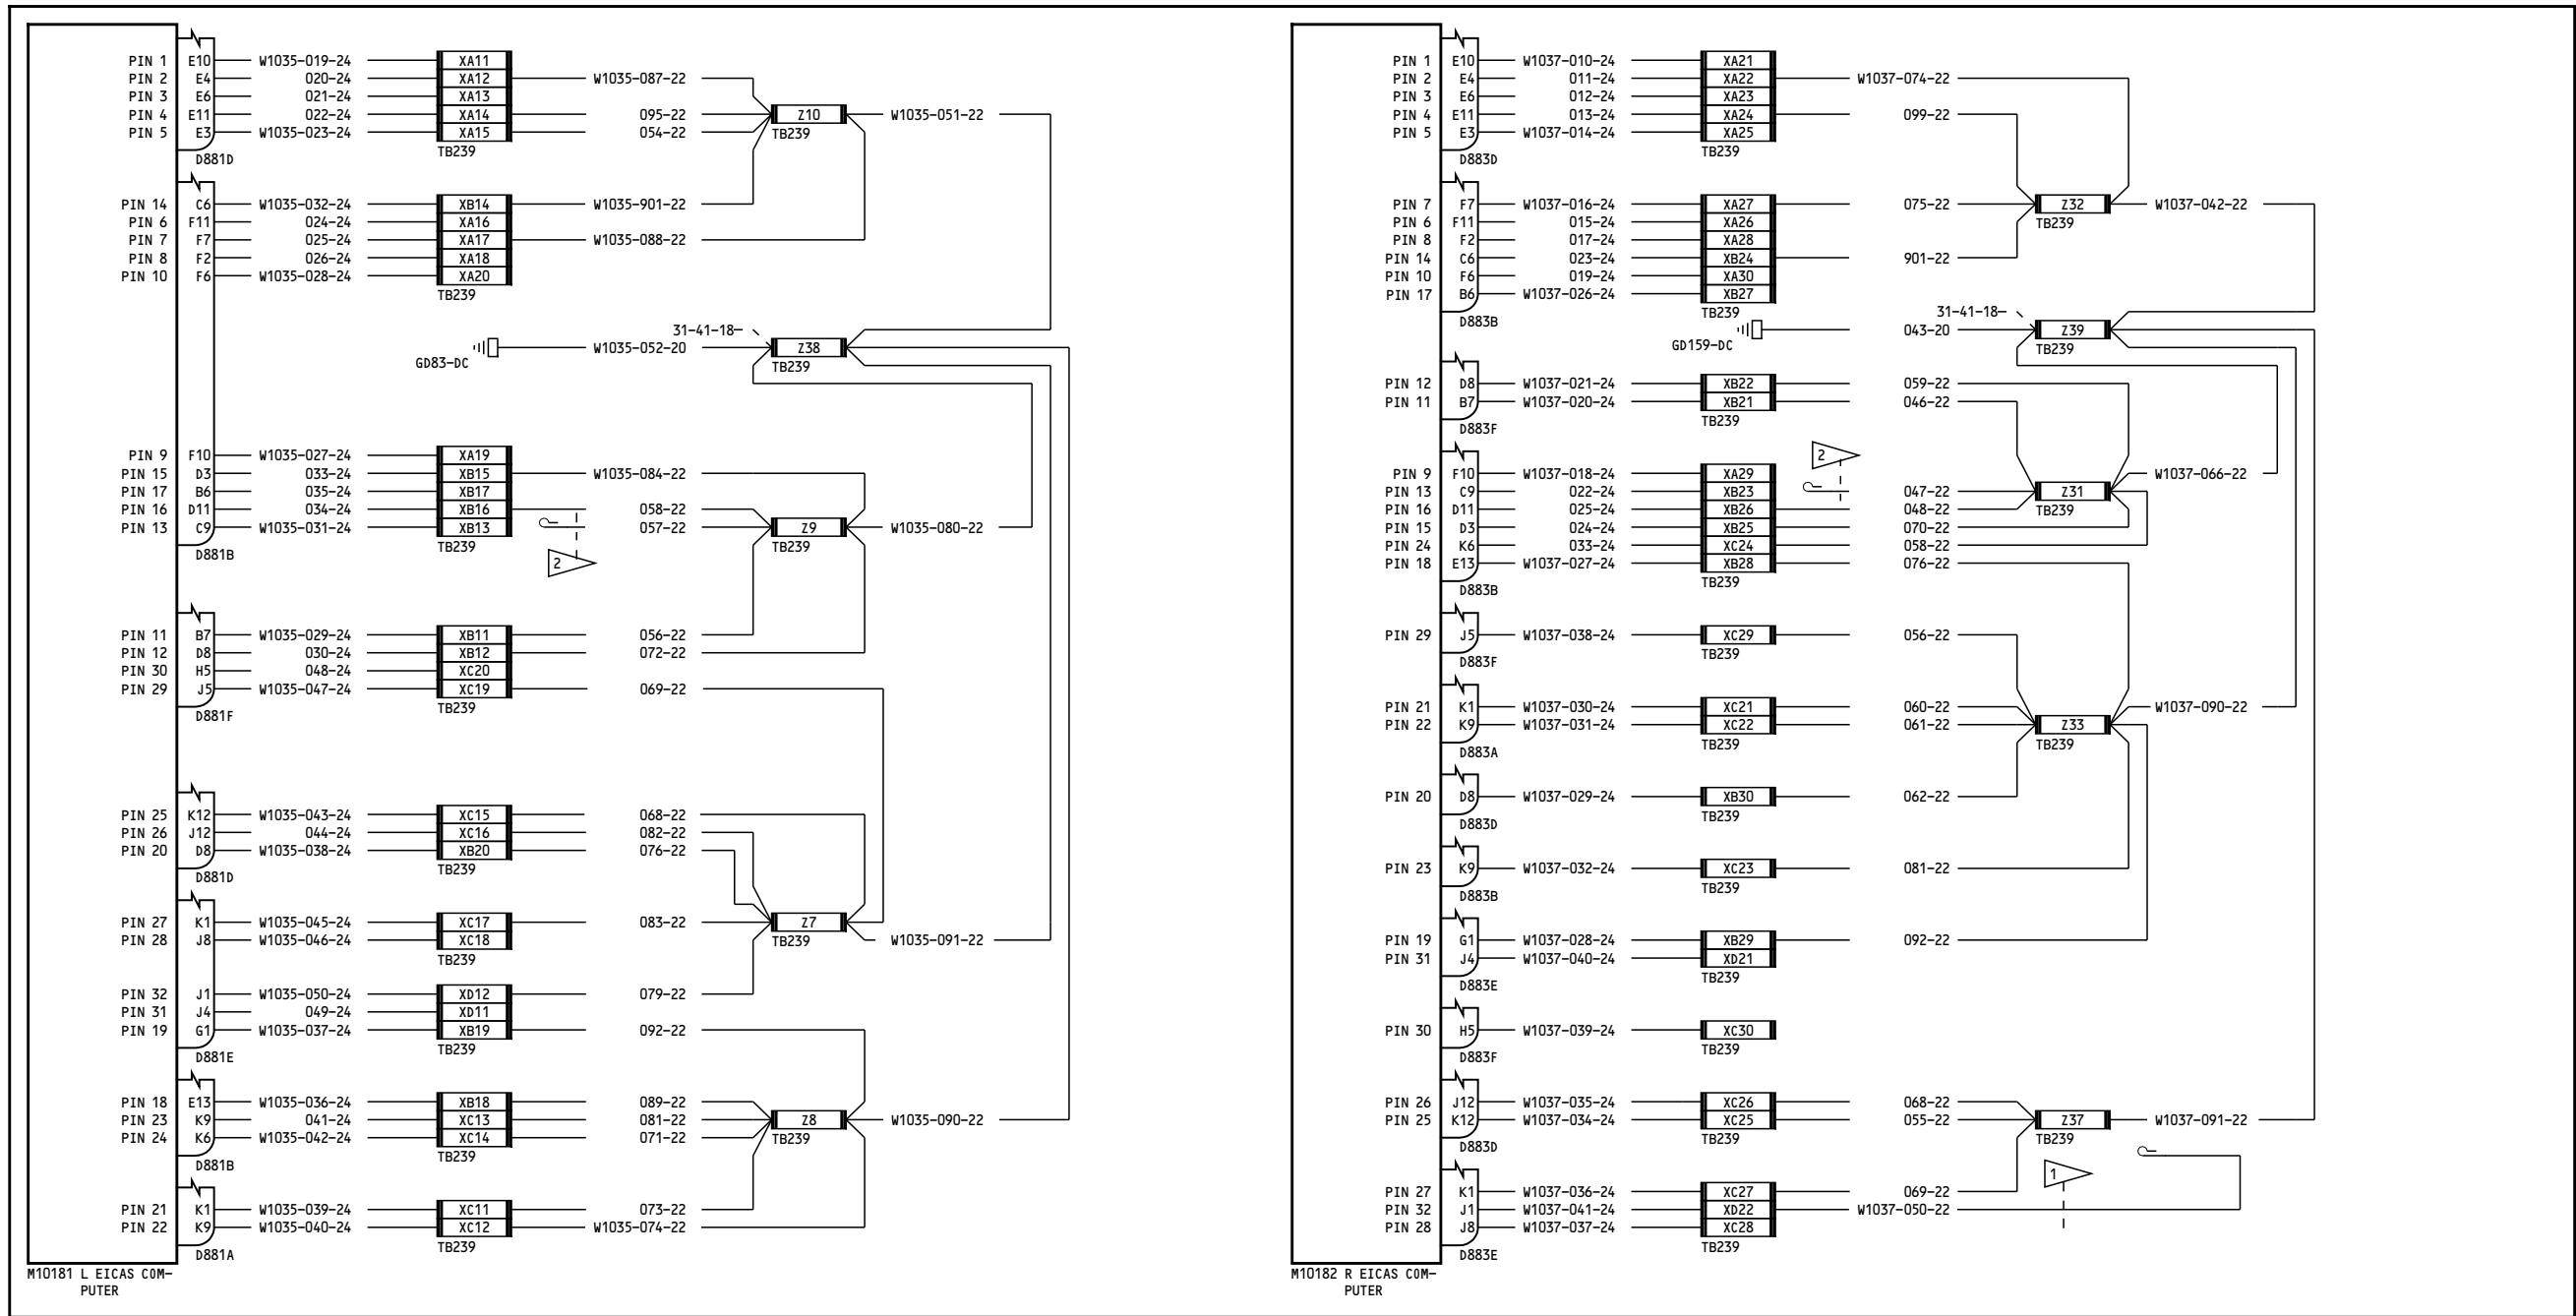 PIN 1 E10 W1035-019-24 XA11
PIN 2 E4 020-24 XA12 W1035-087-22
PIN 3 E6 021-24 XA13
PIN 4 E11 022-24 XA14 095-22 Z10 W1035-051-22
PIN 5 E3 W1035-023-24 XA15 054-22 TB239
D881D TB239
PIN 14 C6 W1035-032-24 XB14 W1035-901-22
PIN 6 F11 024-24 XA16
PIN 7 F7 025-24 XA17 W1035-088-22
PIN 8 F2 026-24 XA18
PIN 10 F6 W1035-028-24 XA20
TB239
31-41-18
GD83-DC W1035-052-20 Z38
TB239
PIN 9 F10 W1035-027-24 XA19
PIN 15 D3 033-24 XB15 W1035-084-22
PIN 17 B6 035-24 XB17
PIN 16 D11 034-24 XB16 058-22
PIN 13 C9 W1035-031-24 XB13 057-22 Z9 W1035-080-22
D881B TB239 TB239
2
PIN 11 B7 W1035-029-24 XB11 056-22
PIN 12 D8 030-24 XB12 072-22
PIN 30 H5 048-24 XC20
PIN 29 J5 W1035-047-24 XC19 069-22
D881F TB239
PIN 25 K12 W1035-043-24 XC15 068-22
PIN 26 J12 044-24 XC16 082-22
PIN 20 D8 W1035-038-24 XB20 076-22
D881D TB239
PIN 27 K1 W1035-045-24 XC17 083-22 Z7
PIN 28 J8 W1035-046-24 XC18 TB239 W1035-091-22
TB239
PIN 32 J1 W1035-050-24 XD12 079-22
PIN 31 J4 049-24 XD11
PIN 19 G1 W1035-037-24 XB19 092-22
D881E TB239
PIN 18 E13 W1035-036-24 XB18 089-22
PIN 23 K9 041-24 XC13 081-22 Z8 W1035-090-22
PIN 24 K6 W1035-042-24 XC14 071-22 TB239
D881B TB239
PIN 21 K1 W1035-039-24 XC11 073-22
PIN 22 K9 W1035-040-24 XC12 W1035-074-22
D881A TB239
M10181 L EICAS COM-
PUTER
PIN 1 E10 W1037-010-24 XA21
PIN 2 E4 011-24 XA22 W1037-074-22
PIN 3 E6 012-24 XA23
PIN 4 E11 013-24 XA24 099-22
PIN 5 E3 W1037-014-24 XA25
D883D TB239
PIN 7 F7 W1037-016-24 XA27 075-22 Z32 W1037-042-22
PIN 6 F11 015-24 XA26 TB239
PIN 8 F2 017-24 XA28
PIN 14 C6 023-24 XB24 901-22
PIN 10 F6 019-24 XA30
PIN 17 B6 W1037-026-24 XB27
D883B TB239 31-41-18
GD159-DC 043-20 Z39
TB239
PIN 12 D8 W1037-021-24 XB22 059-22
PIN 11 B7 W1037-020-24 XB21 046-22
D883F TB239
2
PIN 9 F10 W1037-018-24 XA29 W1037-066-22
PIN 13 C9 022-24 XB23 047-22 Z31
PIN 16 D11 025-24 XB26 048-22 TB239
PIN 15 D3 024-24 XB25 070-22
PIN 24 K6 033-24 XC24 058-22
PIN 18 E13 W1037-027-24 XB28 076-22
D883B TB239
PIN 29 J5 W1037-038-24 XC29 056-22
D883F TB239
PIN 21 K1 W1037-030-24 XC21 060-22 W1037-090-22
PIN 22 K9 W1037-031-24 XC22 061-22 Z33
D883A TB239 TB239
PIN 20 D8 W1037-029-24 XB30 062-22
D883D TB239
PIN 23 K9 W1037-032-24 XC23 081-22
D883B TB239
PIN 19 G1 W1037-028-24 XB29 092-22
PIN 31 J4 W1037-040-24 XD21
D883E TB239
PIN 30 H5 W1037-039-24 XC30
D883F TB239
PIN 26 J12 W1037-035-24 XC26 068-22
PIN 25 K12 W1037-034-24 XC25 055-22 Z37 W1037-091-22
D883D TB239 TB239
1
PIN 27 K1 W1037-036-24 XC27 069-22
PIN 32 J1 W1037-041-24 XD22 W1037-050-22
PIN 28 J8 W1037-037-24 XC28
D883E TB239
M10182 R EICAS COM-
PUTER